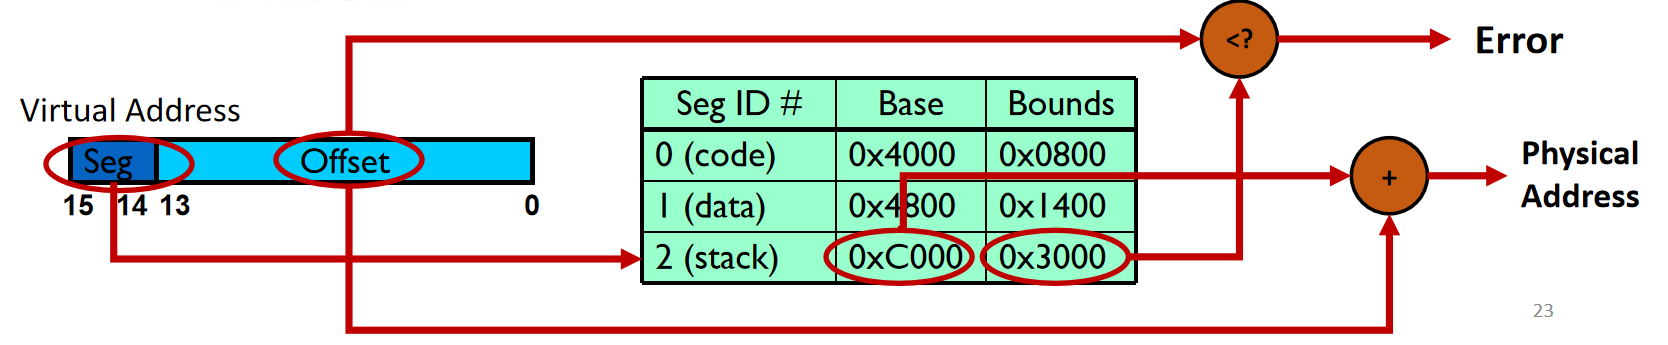 <?
Error
Virtual Address
Seg Offset
15 14 13 0
Seg ID # Base Bounds
0 (code) 0x4000 0x0800
1 (data) 0x4800 0x1400
2 (stack) 0xC000 0x3000
+
Physical
Address
23